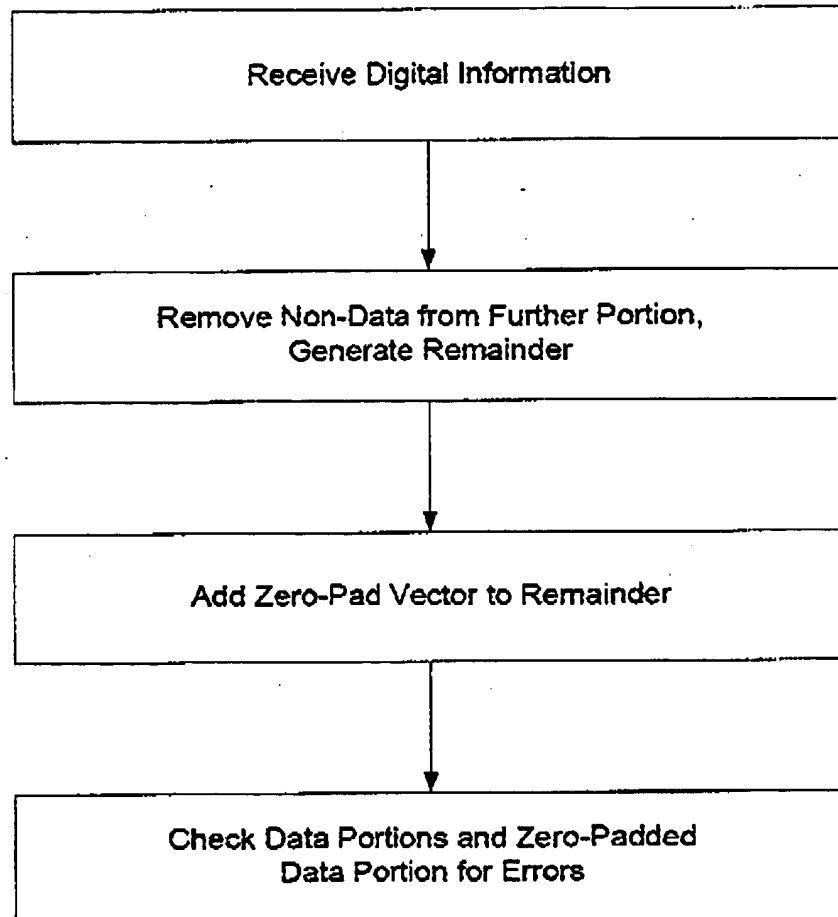 Receive Digital Information
Remove Non-Data from Further Portion,
Generate Remainder
Add Zero-Pad Vector to Remainder
Check Data Portions and Zero-Padded
Data Portion for Errors